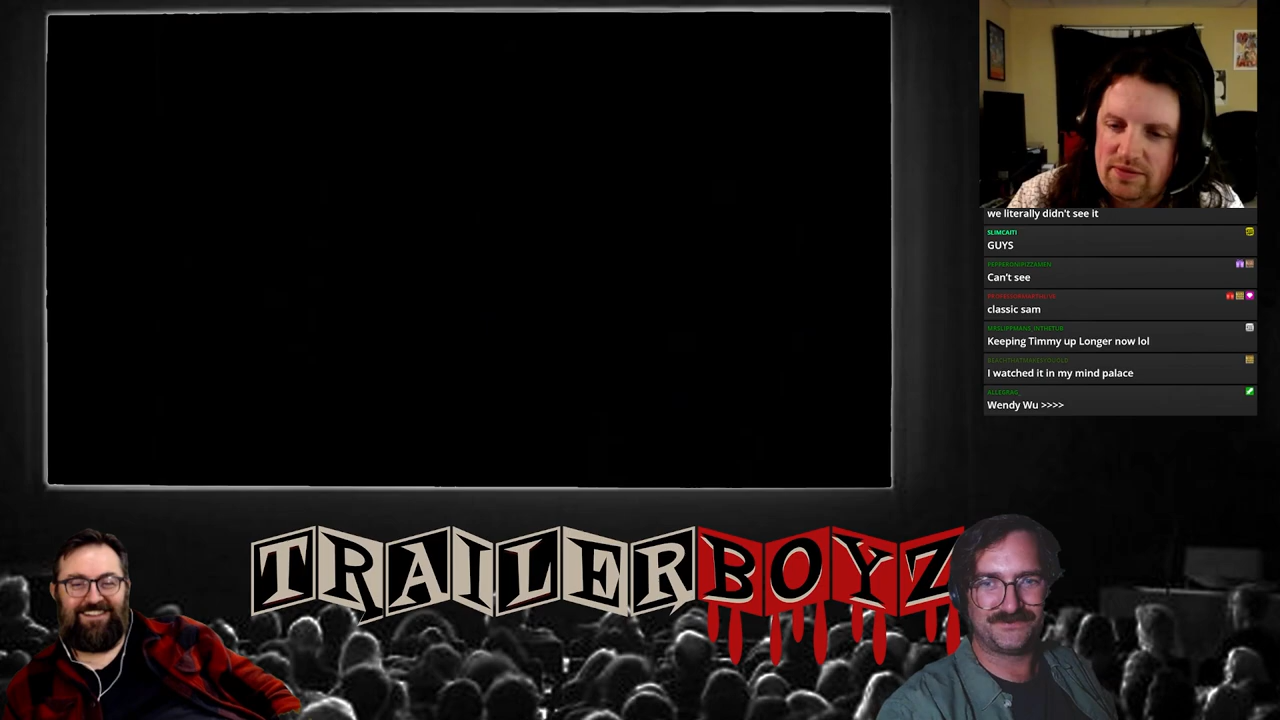 we literally didn't see it
SLIMCAITI
GUYS
Can't see
classic sam
Keeping Timmy up Longer now lol
I watched it in my mind palace
Wendy Wu >>>>
TRAILERBOYZ